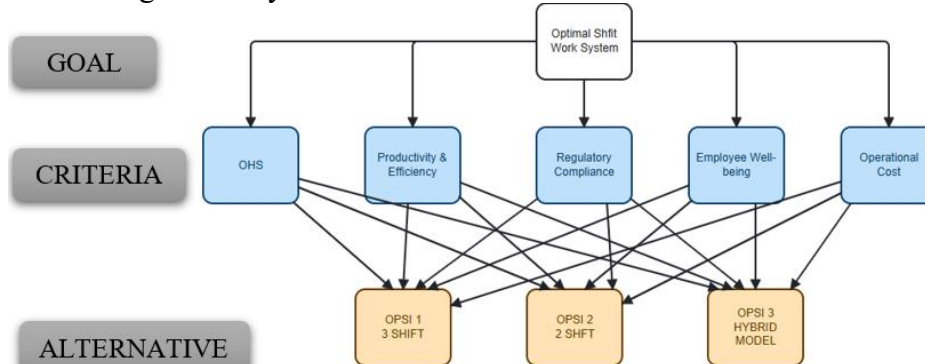 GOAL
Optimal Shfit
Work System
CRITERIA
OHS
Productivity &
Efficiency
Regulatory
Compliance
Employee Well-
being
Operational
Cost
ALTERNATIVE
OPSI 1
3 SHIFT
OPSI 2
2 SHFT
OPSI 3
HYBRID
MODEL